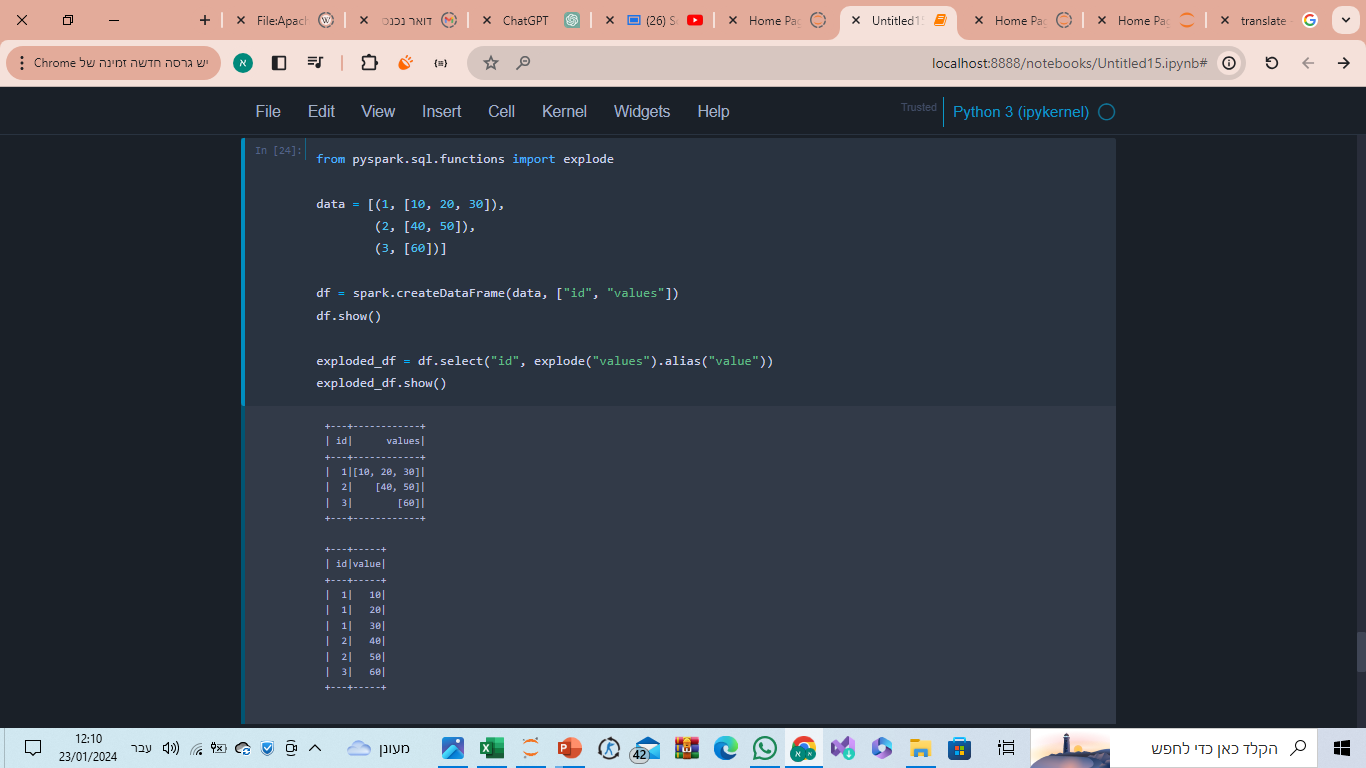 File:Apacl
דואר נכנס
ChatGPT
(26) S
Home Pag
Untitled1
Home Pag
Home Pag
translate
יש גרסה חדשה זמינה של Chrome
א
localhost:8888/notebooks/Untitled15.ipynb#
File Edit View Insert Cell Kernel Widgets Help
Trusted
Python 3 (ipykernel)
In [24]:
from pyspark.sql.functions import explode
data = [(1, [10, 20, 30]),
(2, [40, 50]),
(3, [60])]
df = spark.createDataFrame(data, ["id", "values"])
df.show()
exploded_df = df.select("id", explode("values").alias("value"))
exploded_df.show()
+---+------------+
| id|      values|
+---+------------+
|  1|[10, 20, 30]|
|  2|    [40, 50]|
|  3|        [60]|
+---+------------+
+---+-----+
| id|value|
+---+-----+
|  1|   10|
|  1|   20|
|  1|   30|
|  2|   40|
|  2|   50|
|  3|   60|
+---+-----+
12:10
23/01/2024
עבר
מעונן
42
הקלד כאן כדי לחפש